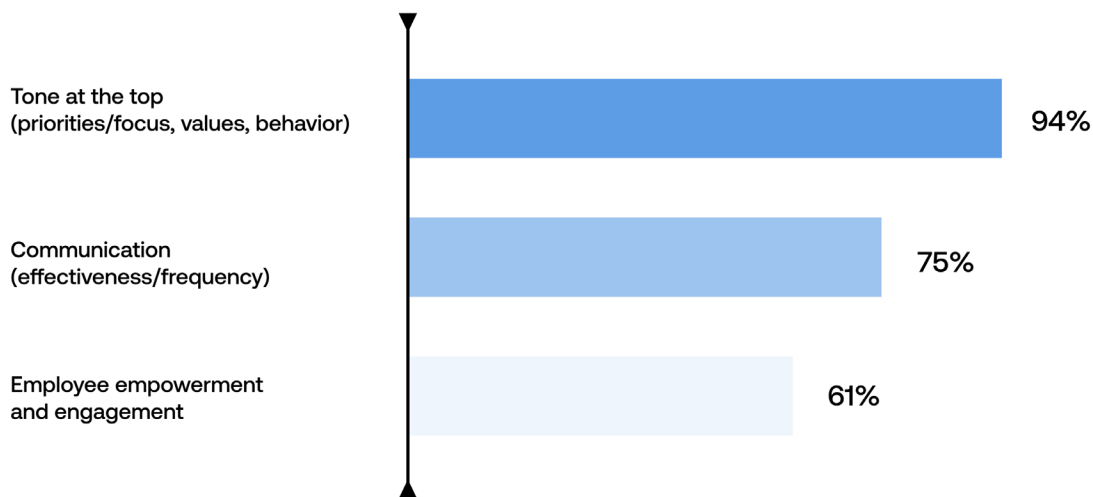 Tone at the top
(priorities/focus, values, behavior)
94%
Communication
(effectiveness/frequency)
75%
Employee empowerment
and engagement
61%